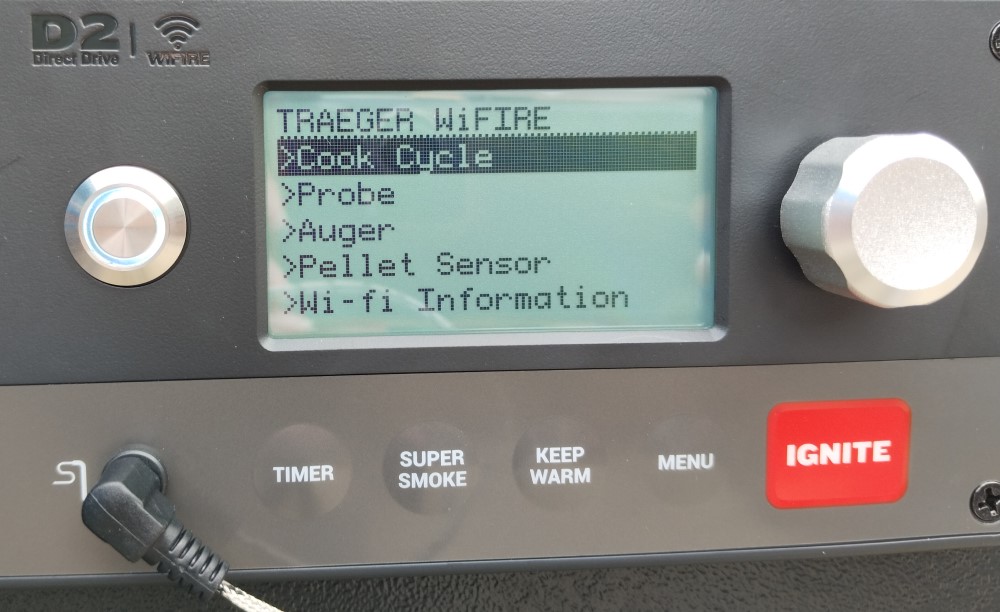 D2
Direct Drive
WiFIRE
TRAEGER WiFIRE
>Cook Cycle
>Probe
>Auger
>Pellet Sensor
>Wi-fi Information
TIMER
SUPER
SMOKE
KEEP
WARM
MENU
IGNITE